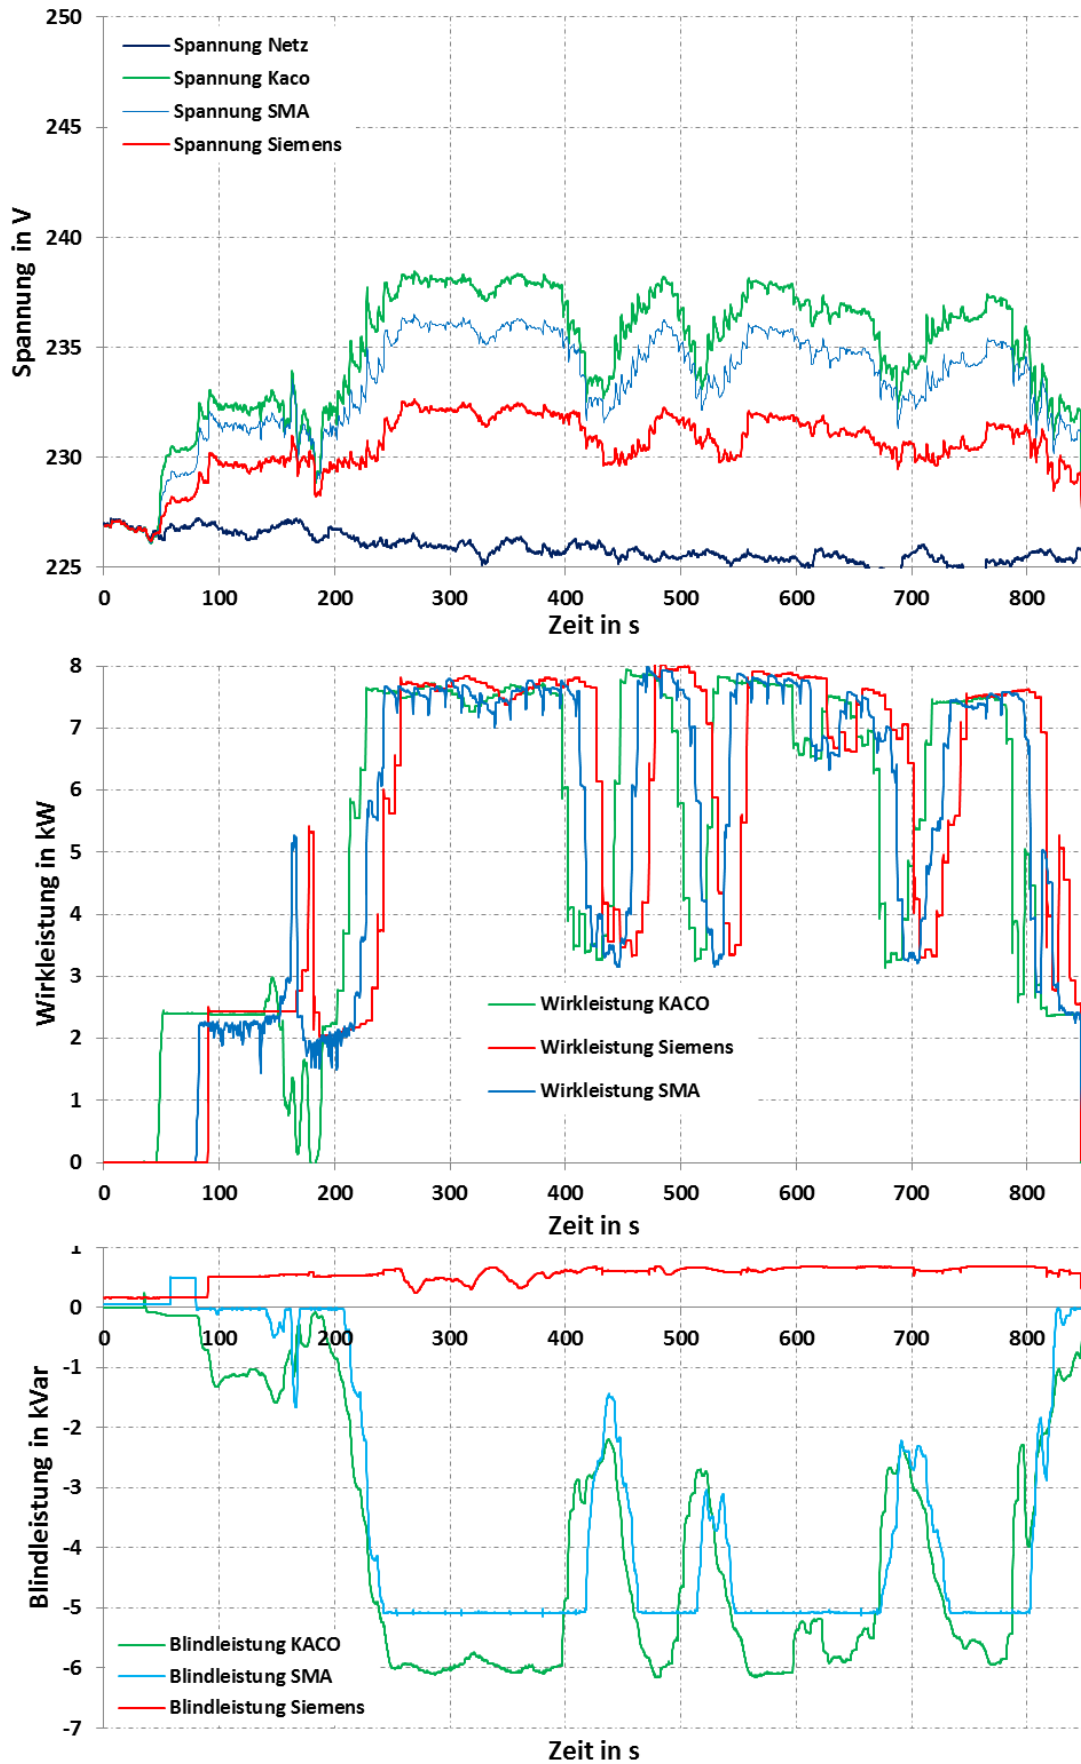 250
Spannung Netz
Spannung Kaco
Spannung SMA
Spannung Siemens
245
240
235
230
225
Spannung in V
0 100 200 300 400 500 600 700 800
Zeit in s
8
7
6
5
4
3
2
1
0
Wirkleistung in kW
Wirkleistung KACO
Wirkleistung Siemens
Wirkleistung SMA
0 100 200 300 400 500 600 700 800
Zeit in s
1
0
0 100 200 300 400 500 600 700 800
-1
-2
-3
-4
-5
-6
-7
Blindleistung in kVar
Blindleistung KACO
Blindleistung SMA
Blindleistung Siemens
Zeit in s